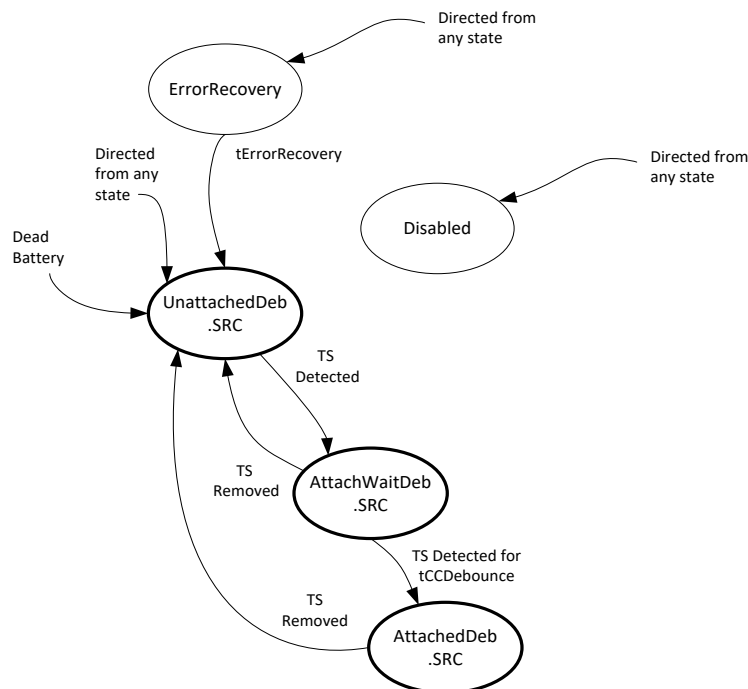 Directed from
any state
ErrorRecovery
tErrorRecovery
Directed
from any
state
Directed from
any state
Disabled
Dead
Battery
UnattachedDeb
.SRC
TS
Detected
TS
Removed
AttachWaitDeb
.SRC
TS Detected for
tCCDebounce
TS
Removed
AttachedDeb
.SRC